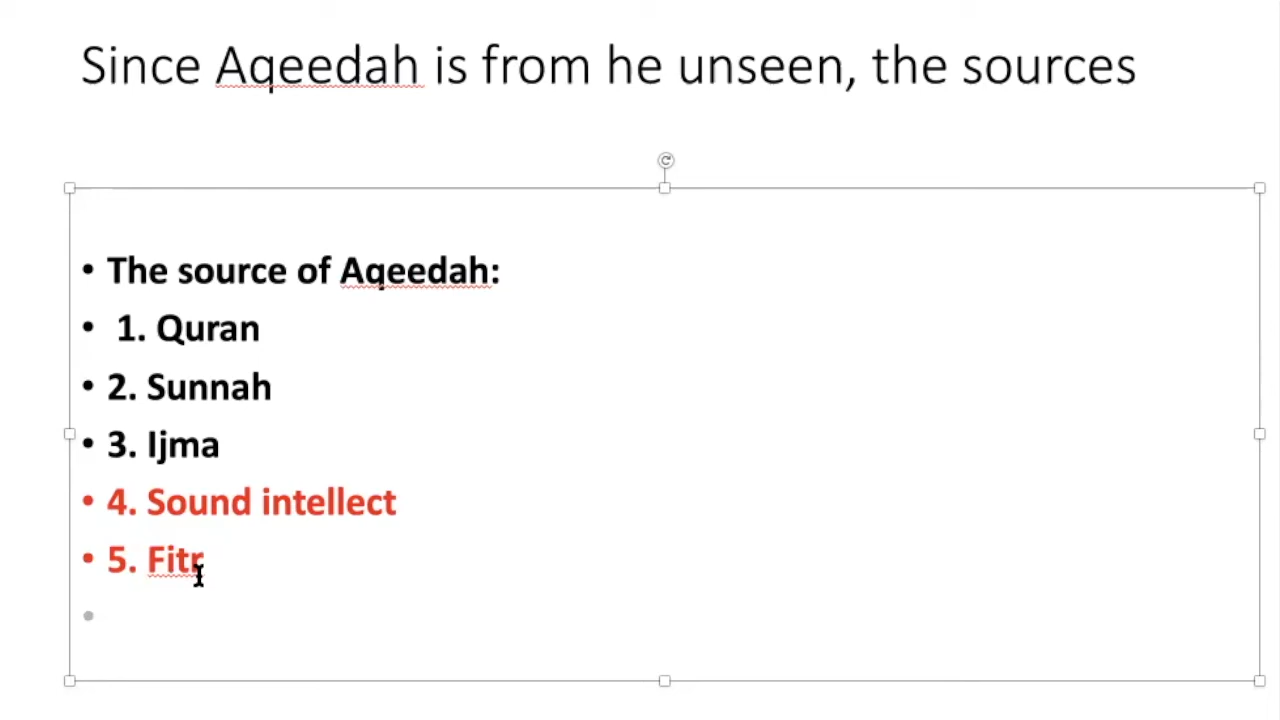 Since Aqeedah is from he unseen, the sources
• The source of Aqeedah:
• 1. Quran
• 2. Sunnah
• 3. Ijma
• 4. Sound intellect
• 5. Fitr
•